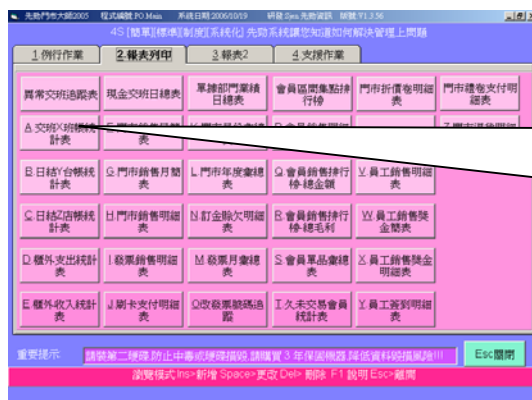 先勁門市大師2005 程式編號:PO.Main 系統日期:2006/10/19 研發:Syn.先勁資訊 版號:V1.3.56
4S [簡單][標準][制度][系統化] 先勁系統讓您知道如何解決管理上問題
1.例行作業 2.報表列印 3.報表2 4.支援作業
異常交班追蹤表 現金交班日總表 單據部門業績日總表 會員區間集點排行榜 門市折價卷明細表 門市禮卷支付明細表
A.交班X班帳統計表
B.日結Y台帳統計表 G.門市銷售月簡表 L.門市年度彙總表 Q.會員銷售排行榜-總金額 V.員工銷售明細表
C.日結Z店帳統計表 H.門市銷售明細表 N.訂金賒欠明細表 R.會員銷售排行榜-總毛利 W.員工銷售獎金簡表
D.櫃外支出統計表 I.發票銷售明細表 M.發票月彙總表 S.會員單品彙總表 X.員工銷售獎金明細表
E.櫃外收入統計表 J.刷卡支付明細表 O.改發票號碼追蹤 T.久未交易會員統計表 Y.員工簽到明細表
重要提示: 請裝第二硬碟,防止中毒或硬碟損毀,請購買3年保固機器,降低資料毀損風險!!! Esc關閉
瀏覽模式:Ins>新增 Space>更改 Del> 刪除 F1 說明 Esc>離開